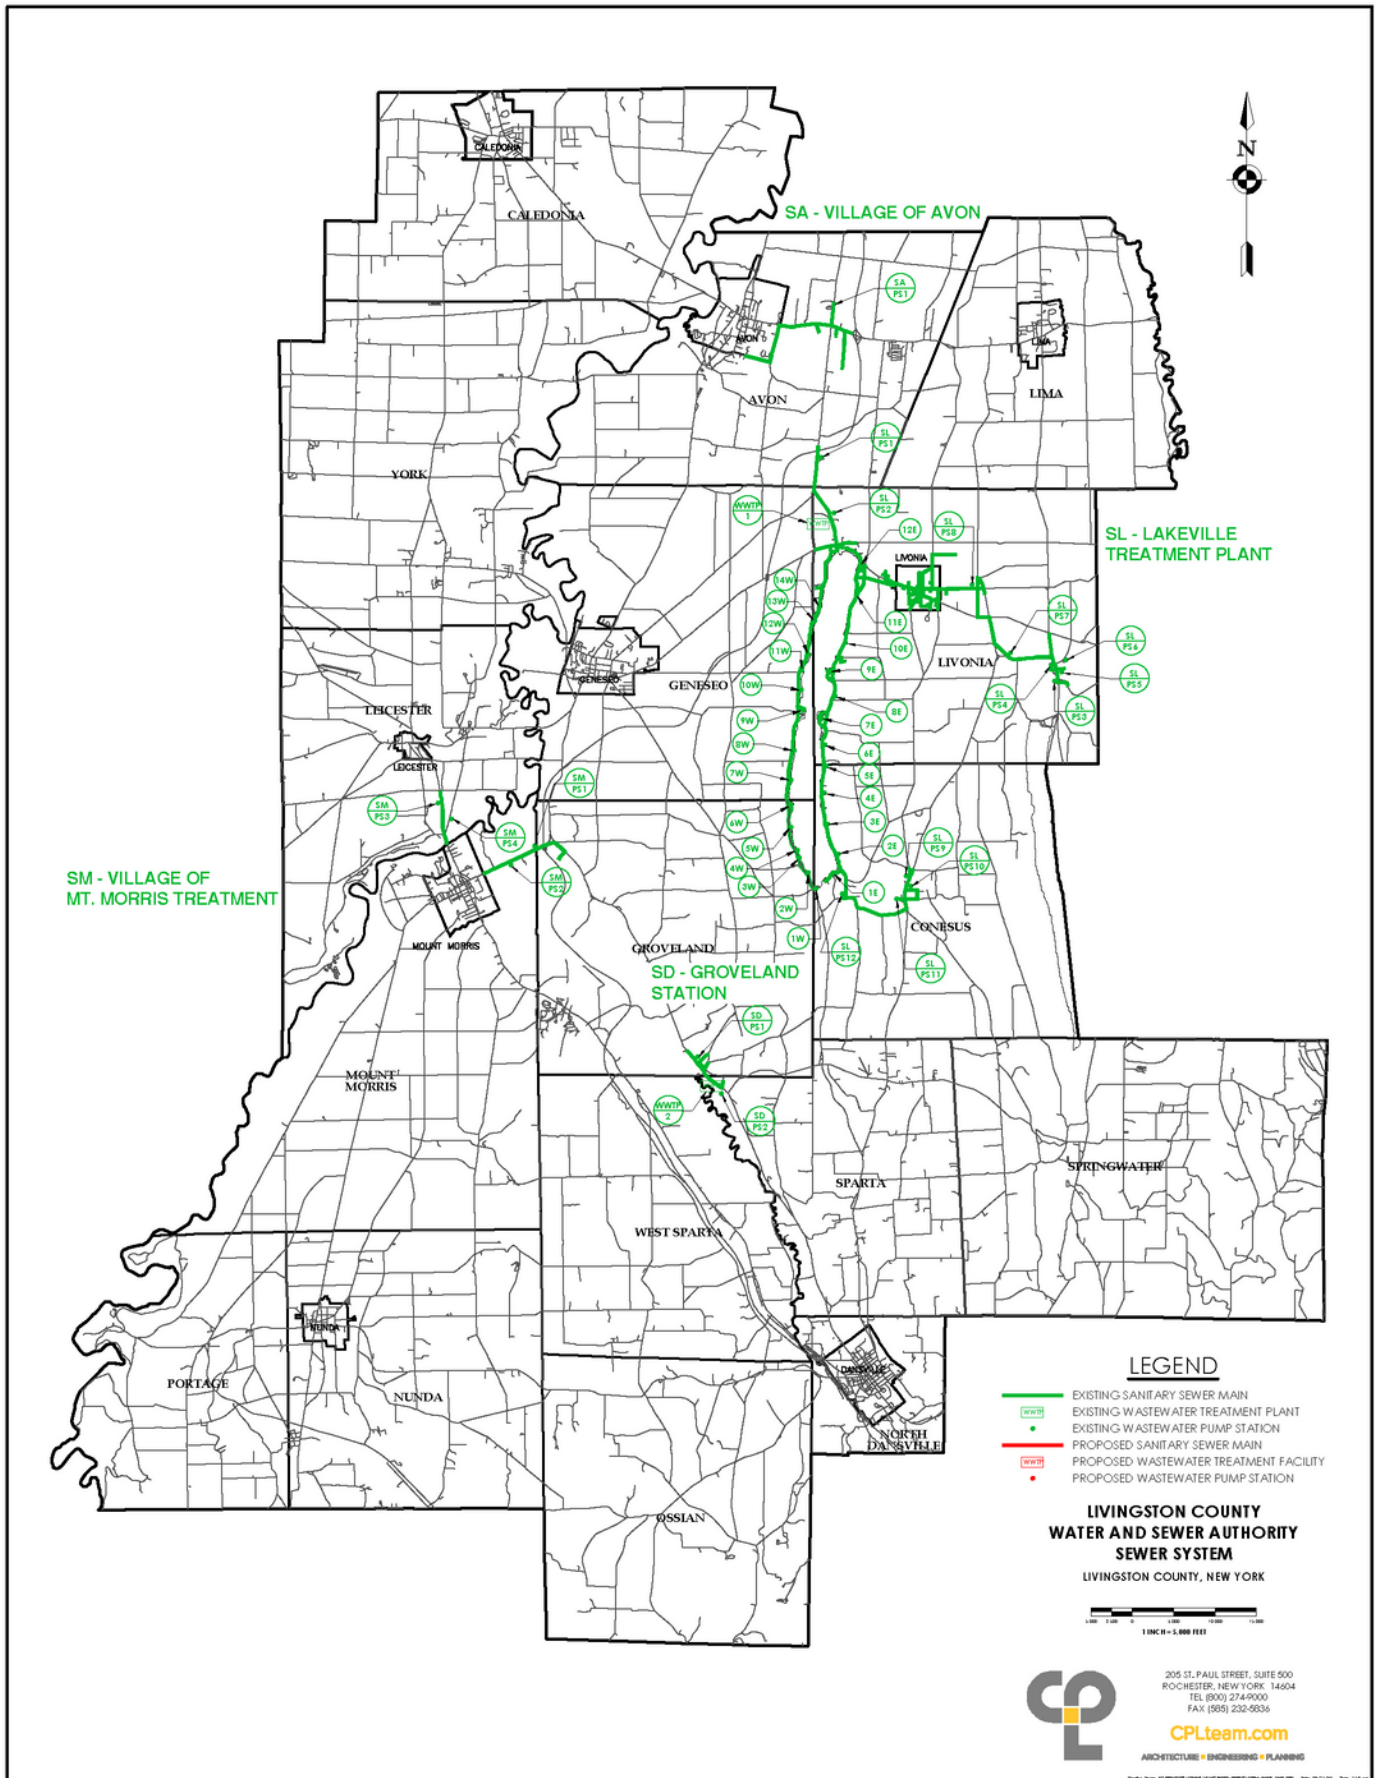 CALEDONIA
CALEDONIA
N
SA - VILLAGE OF AVON
SA
PS1
AVON
LIMA
AVON
LIMA
SL
PS1
YORK
WWTP
1
WWTP
SL
PS2
12E
SL
PS8
SL - LAKEVILLE
TREATMENT PLANT
LIVONIA
14W
13W
12W
11W
10W
9W
8W
7W
6W
5W
4W
3W
2W
1W
11E
10E
9E
8E
7E
6E
5E
4E
3E
2E
1E
SL
PS7
SL
PS6
SL
PS5
SL
PS4
SL
PS3
LIVONIA
GENESEO
GENESEO
LEICESTER
LEICESTER
SM
PS1
SM
PS3
SM
PS4
SM
PS2
SL
PS9
SL
PS10
SM - VILLAGE OF
MT. MORRIS TREATMENT
MOUNT MORRIS
GROVELAND
CONESUS
SL
PS12
SL
PS11
SD - GROVELAND
STATION
SD
PS1
MOUNT
MORRIS
WWTP
2
SD
PS2
SPARTA
SPRINGWATER
WEST SPARTA
NUNDA
PORTAGE
NUNDA
DANSVILLE
NORTH
DANSVILLE
OSSIAN
LEGEND
EXISTING SANITARY SEWER MAIN
WWTP EXISTING WASTEWATER TREATMENT PLANT
EXISTING WASTEWATER PUMP STATION
PROPOSED SANITARY SEWER MAIN
WWTP PROPOSED WASTEWATER TREATMENT FACILITY
PROPOSED WASTEWATER PUMP STATION
LIVINGSTON COUNTY
WATER AND SEWER AUTHORITY
SEWER SYSTEM
LIVINGSTON COUNTY, NEW YORK
1 INCH = 5,000 FEET
205 ST. PAUL STREET, SUITE 500
ROCHESTER, NEW YORK 14604
TEL (800) 274-9000
FAX (585) 232-5836
CPLteam.com
ARCHITECTURE ENGINEERING PLANNING